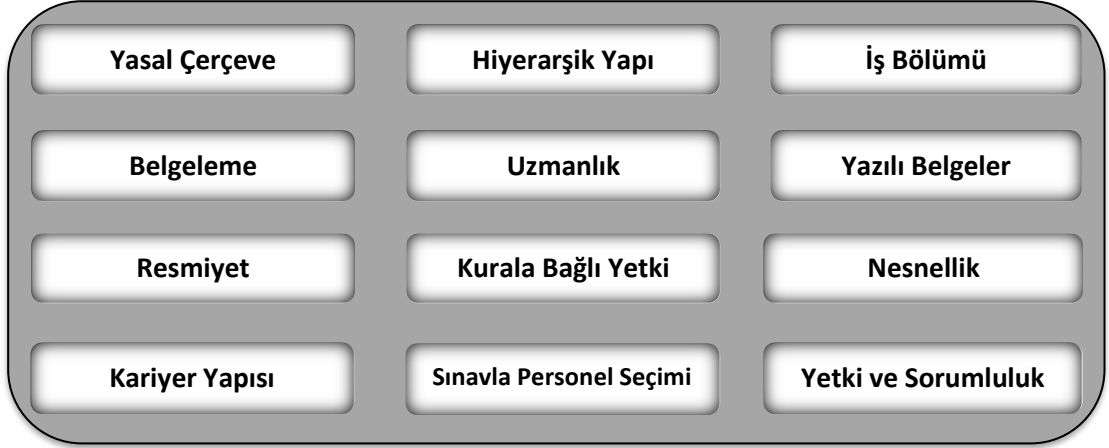 Yasal Çerçeve
Hiyerarşik Yapı
İş Bölümü
Belgeleme
Uzmanlık
Yazılı Belgeler
Resmiyet
Kurala Bağlı Yetki
Nesnellik
Kariyer Yapısı
Sınavla Personel Seçimi
Yetki ve Sorumluluk